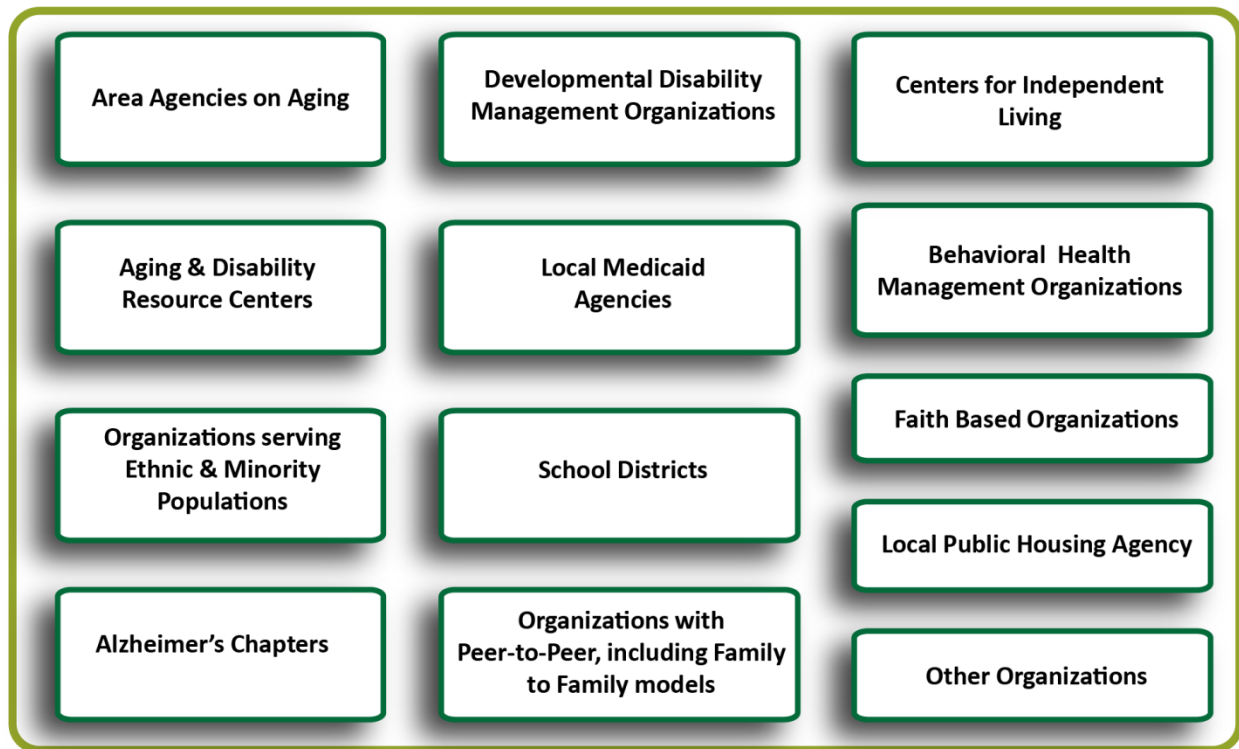 Area Agencies on Aging
Developmental Disability
Management Organizations
Centers for Independent
Living
Aging & Disability
Resource Centers
Local Medicaid
Agencies
Behavioral  Health
Management Organizations
Organizations serving
Ethnic & Minority
Populations
School Districts
Faith Based Organizations
Local Public Housing Agency
Alzheimer’s Chapters
Organizations with
Peer-to-Peer, including Family
to Family models
Other Organizations